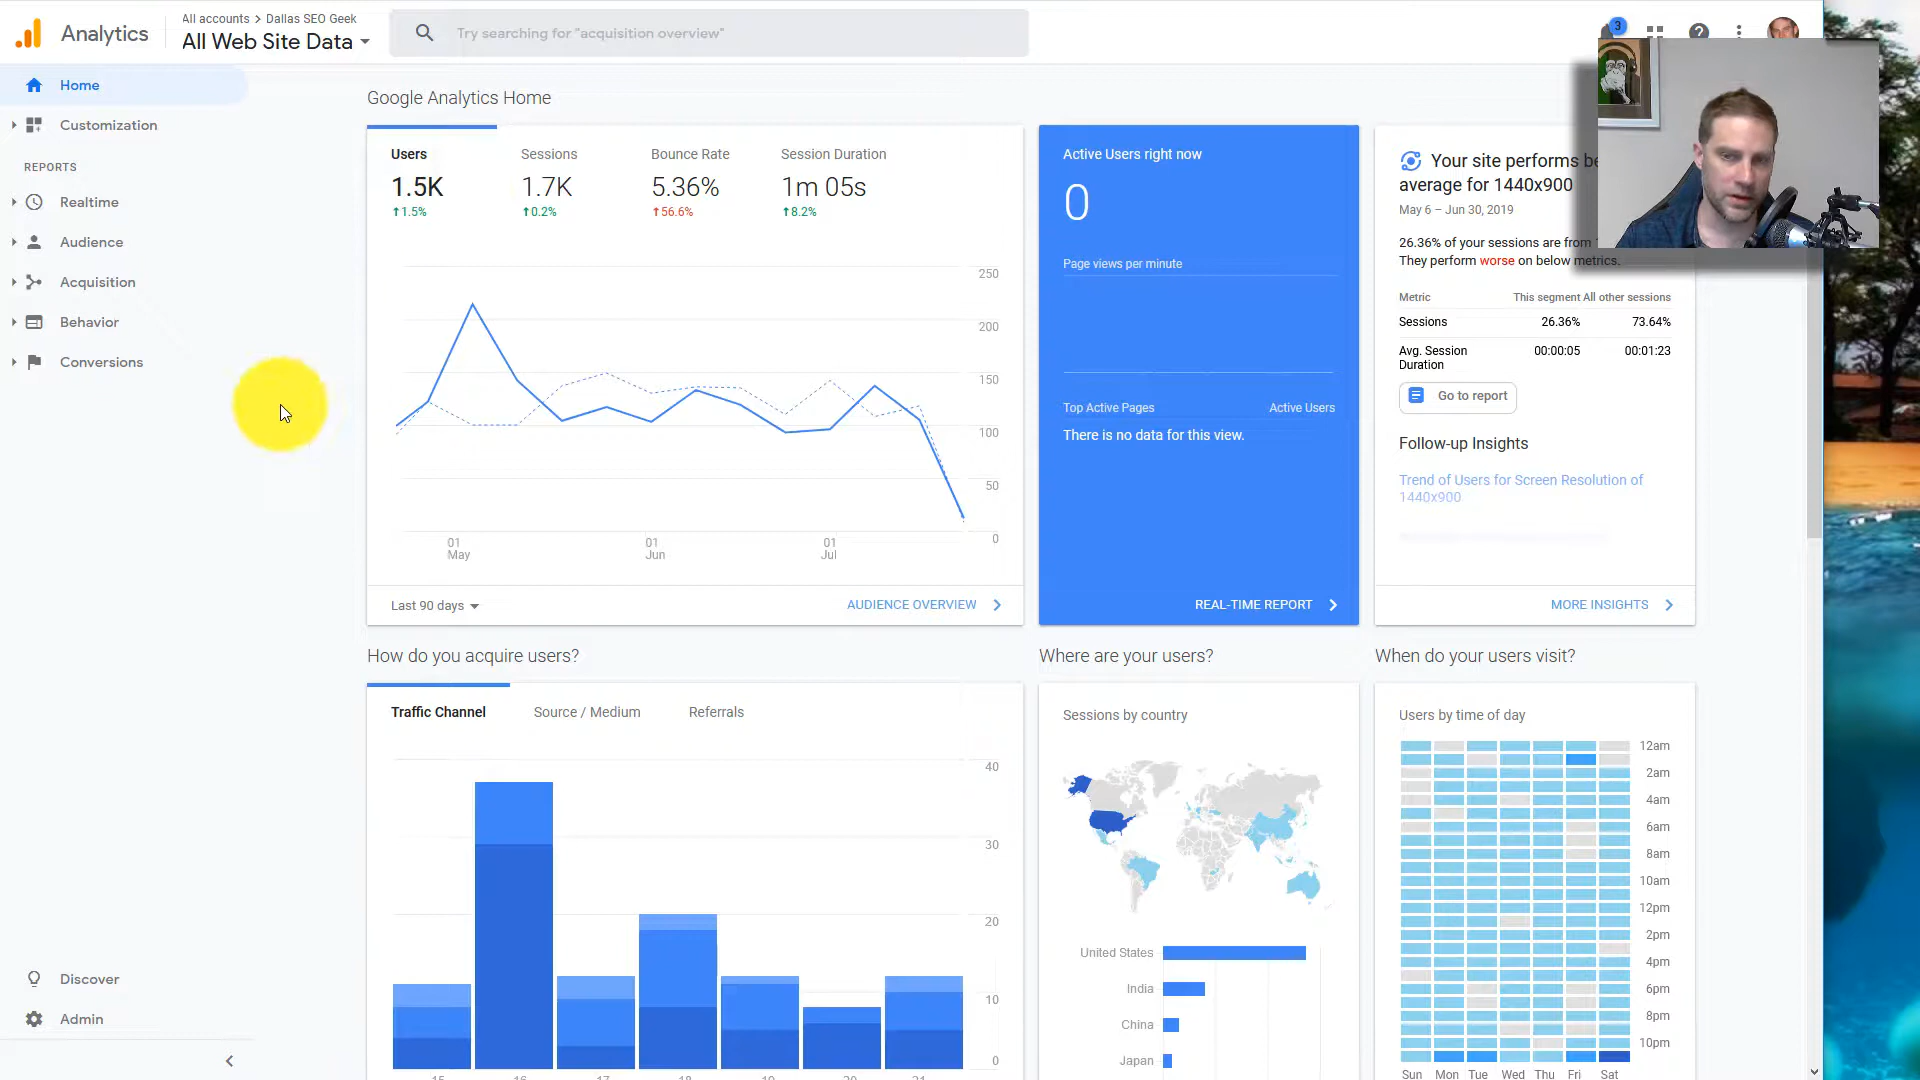 Analytics
All accounts > Dallas SEO Geek
All Web Site Data
Try searching for "acquisition overview"
3
Home
Customization
REPORTS
Realtime
Audience
Acquisition
Behavior
Conversions
Discover
Admin
Google Analytics Home
Users
1.5K
1.5%
Sessions
1.7K
0.2%
Bounce Rate
5.36%
56.6%
Session Duration
1m 05s
8.2%
250
200
150
100
50
0
01 May
01 Jun
01 Jul
Last 90 days
AUDIENCE OVERVIEW
Active Users right now
0
Page views per minute
Top Active Pages Active Users
There is no data for this view.
REAL-TIME REPORT
Your site performs
average for 1440x900
May 6 – Jun 30, 2019
26.36% of your sessions are from
They perform worse on below metrics.
Metric This segment All other sessions
Sessions 26.36% 73.64%
Avg. Session Duration 00:00:05 00:01:23
Go to report
Follow-up Insights
Trend of Users for Screen Resolution of
1440x900
MORE INSIGHTS
How do you acquire users?
Traffic Channel Source / Medium Referrals
40
30
20
10
0
Where are your users?
Sessions by country
United States
India
China
Japan
When do your users visit?
Users by time of day
12am
2am
4am
6am
8am
10am
12pm
2pm
4pm
6pm
8pm
10pm
Sun Mon Tue Wed Thu Fri Sat